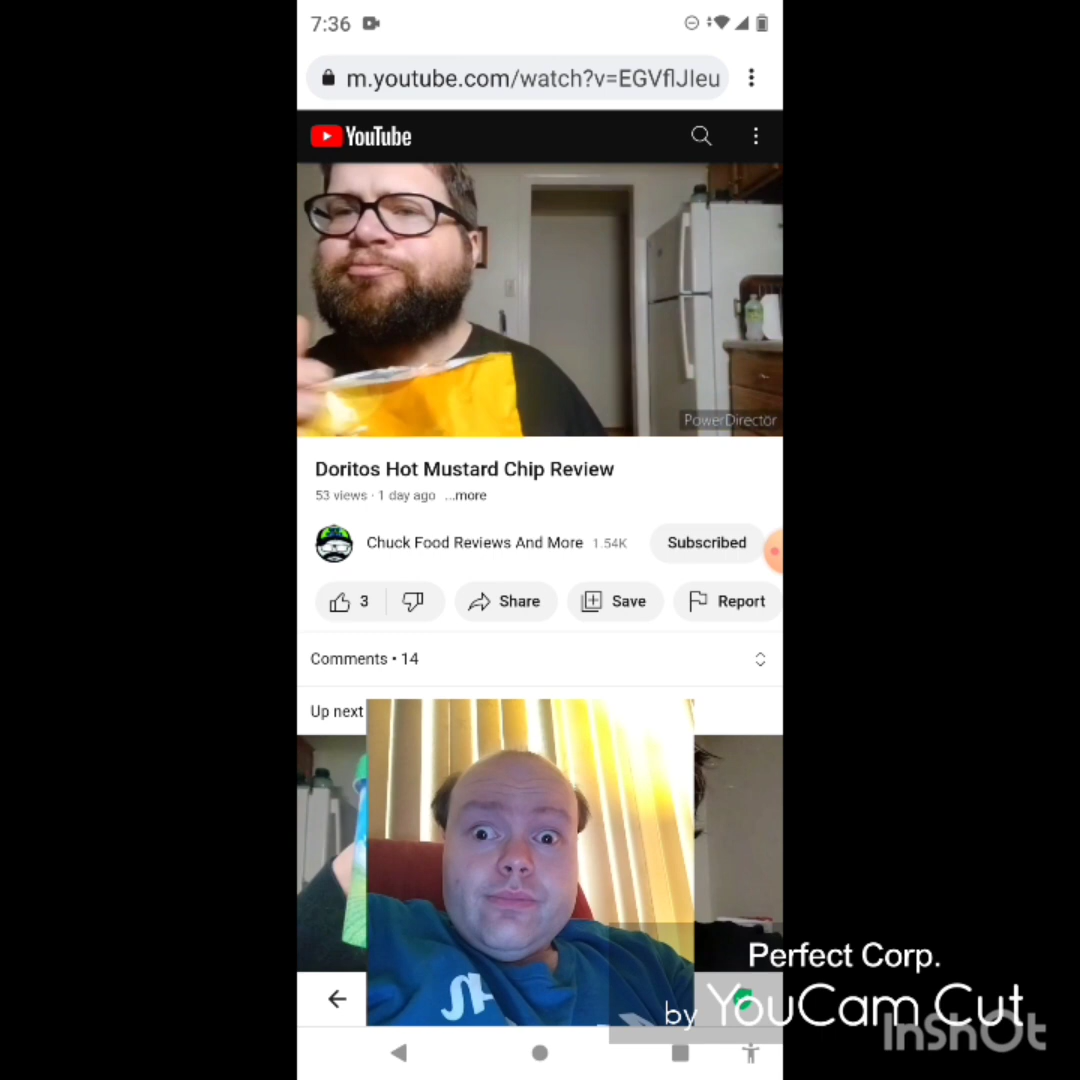 7:36
m.youtube.com/watch?v=EGVflJIeu
YouTube
PowerDirector
Doritos Hot Mustard Chip Review
53 views · 1 day ago ...more
Chuck Food Reviews And More 1.54K Subscribed
3 Share Save Report
Comments • 14
Up next
Perfect Corp.
by YouCam Cut
InShOt